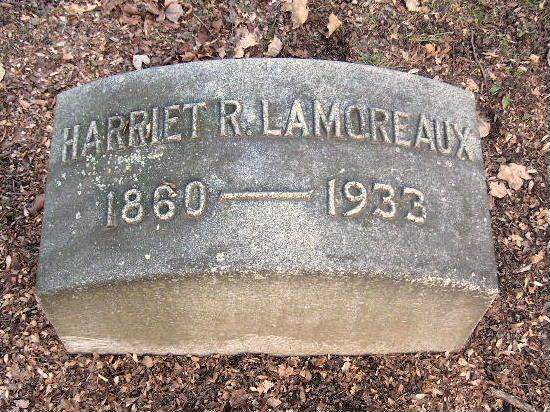 HARRIET R. LAMOREAUX
1860 — 1933